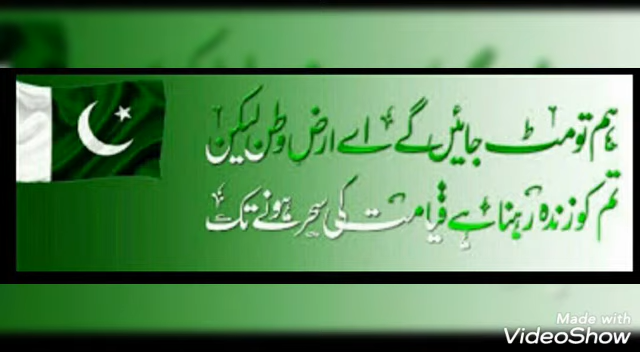 ہم تو مٹ جائیں گے اے ارضِ وطن لیکن
تم کو زندہ رہنا ہے قیامت کی سحر ہونے تک
Made with
VideoShow